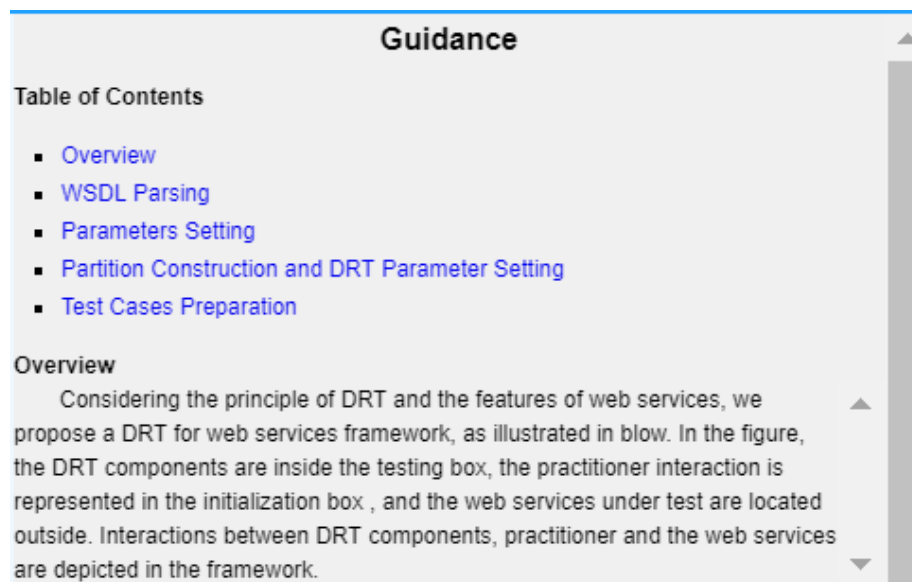 Guidance
Table of Contents
Overview
WSDL Parsing
Parameters Setting
Partition Construction and DRT Parameter Setting
Test Cases Preparation
Overview
Considering the principle of DRT and the features of web services, we
propose a DRT for web services framework, as illustrated in blow. In the figure,
the DRT components are inside the testing box, the practitioner interaction is
represented in the initialization box , and the web services under test are located
outside. Interactions between DRT components, practitioner and the web services
are depicted in the framework.